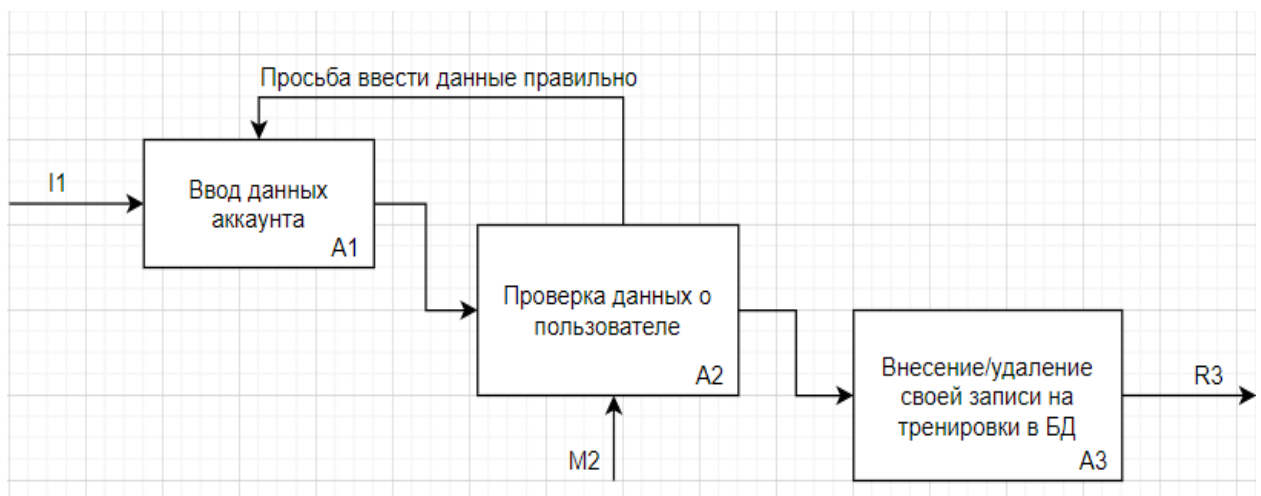 Просьба ввести данные правильно
I1
Ввод данных
аккаунта
A1
Проверка данных о
пользователе
A2
M2
Внесение/удаление
своей записи на
тренировки в БД
A3
R3